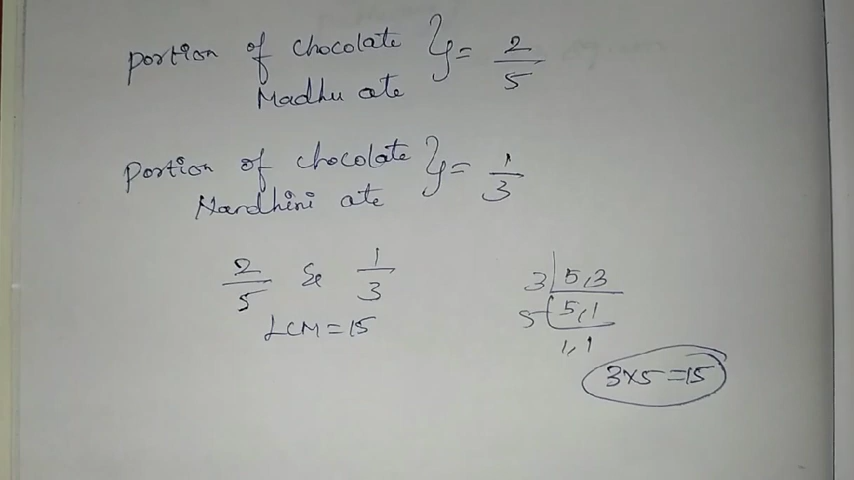 portion of chocolate } = 2/5
Madhu ate
portion of chocolate } = 1/3
Nandhini ate
2/5 & 1/3
LCM = 15
3 | 5,3
5 | 5,1
1,1
3×5=15